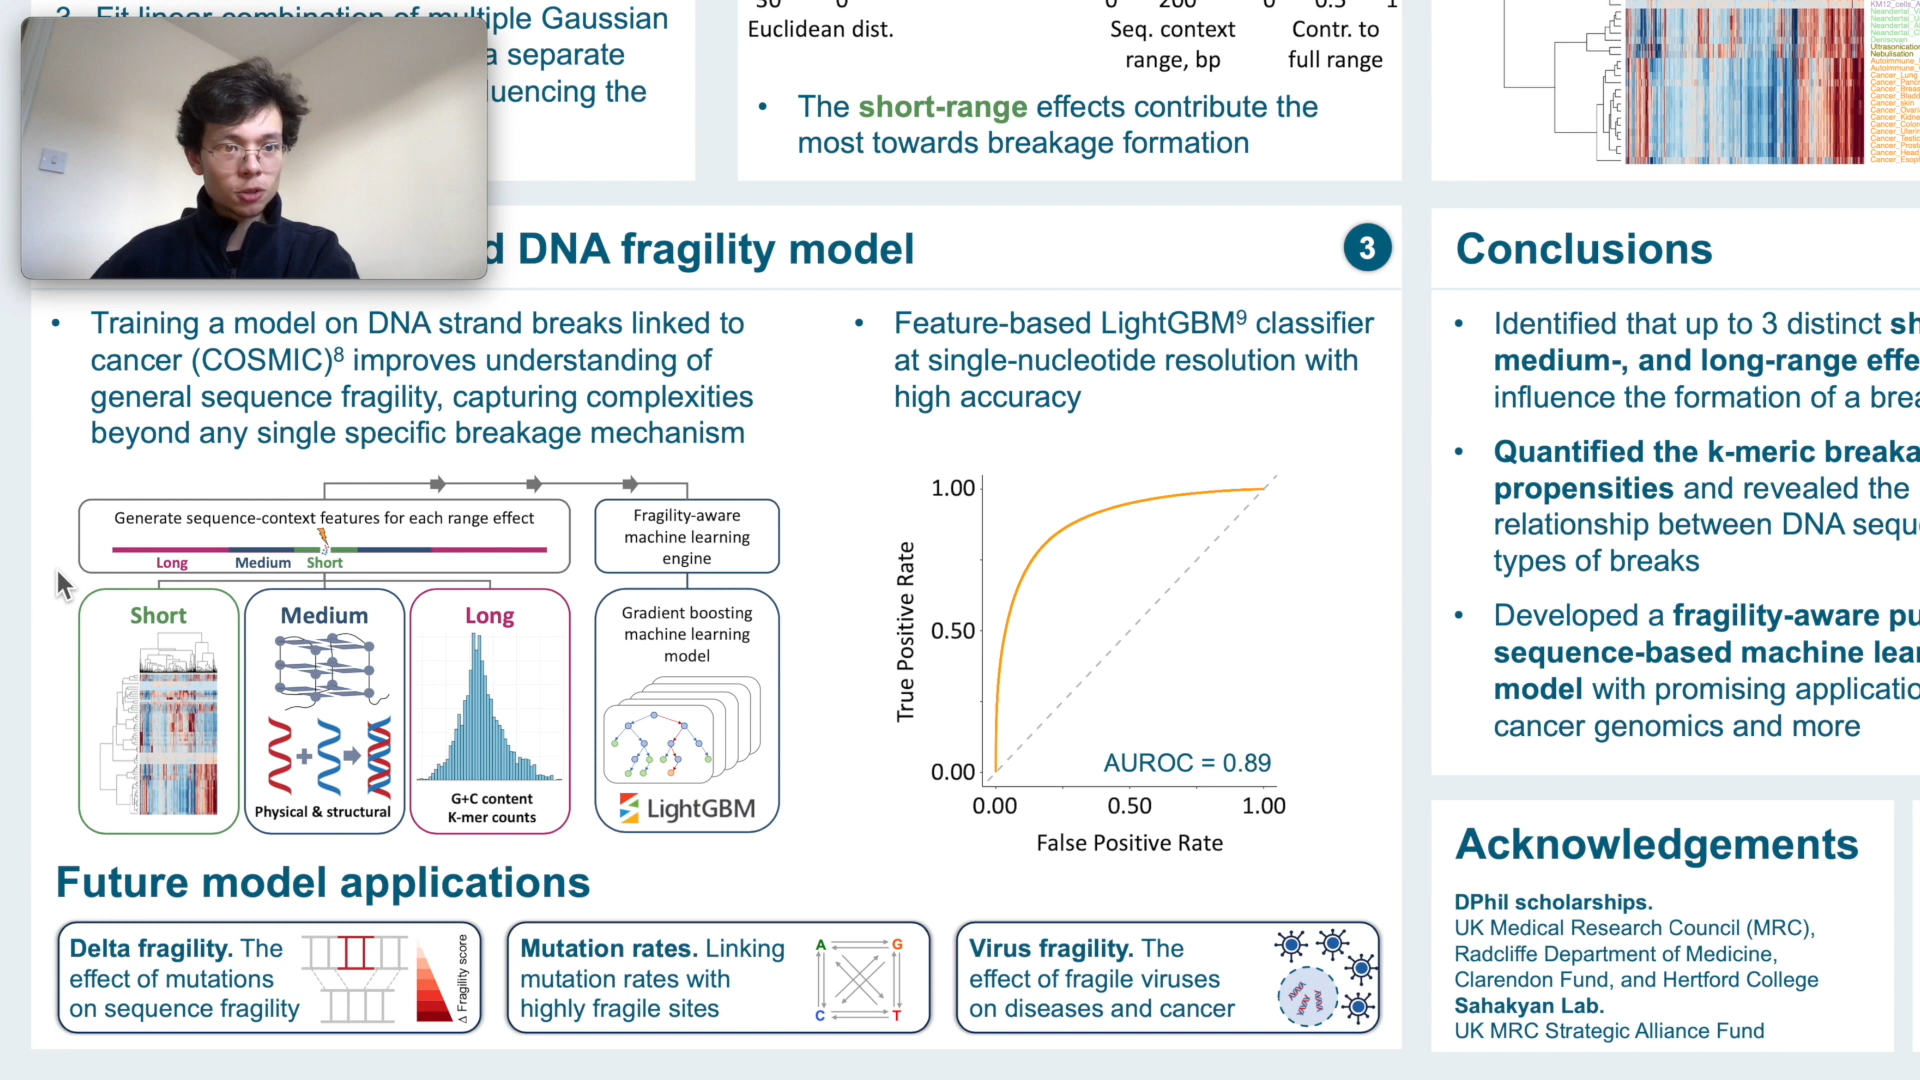 3. Fit linear combination of multiple Gaussian
a separate
uencing the
30 0
0 200 0 0.5 1
Euclidean dist.
Seq. context
range, bp
Contr. to
full range
• The short-range effects contribute the
most towards breakage formation
KM12_cells_A
Denisovan
Ultrasonication
Nebulisation
d DNA fragility model
3
• Training a model on DNA strand breaks linked to
cancer (COSMIC)8 improves understanding of
general sequence fragility, capturing complexities
beyond any single specific breakage mechanism
• Feature-based LightGBM9 classifier
at single-nucleotide resolution with
high accuracy
Generate sequence-context features for each range effect
Long Medium Short
Fragility-aware
machine learning
engine
Short
Medium
Physical & structural
Long
G+C content
K-mer counts
Gradient boosting
machine learning
model
LightGBM
1.00
0.50
0.00
True Positive Rate
AUROC = 0.89
0.00 0.50 1.00
False Positive Rate
Future model applications
Delta fragility. The
effect of mutations
on sequence fragility
Δ Fragility score
Mutation rates. Linking
mutation rates with
highly fragile sites
A G
C T
Virus fragility. The
effect of fragile viruses
on diseases and cancer
Conclusions
• Identified that up to 3 distinct sh
medium-, and long-range effe
influence the formation of a brea
• Quantified the k-meric breaka
propensities and revealed the
relationship between DNA sequ
types of breaks
• Developed a fragility-aware pu
sequence-based machine lear
model with promising applicatio
cancer genomics and more
Acknowledgements
DPhil scholarships.
UK Medical Research Council (MRC),
Radcliffe Department of Medicine,
Clarendon Fund, and Hertford College
Sahakyan Lab.
UK MRC Strategic Alliance Fund